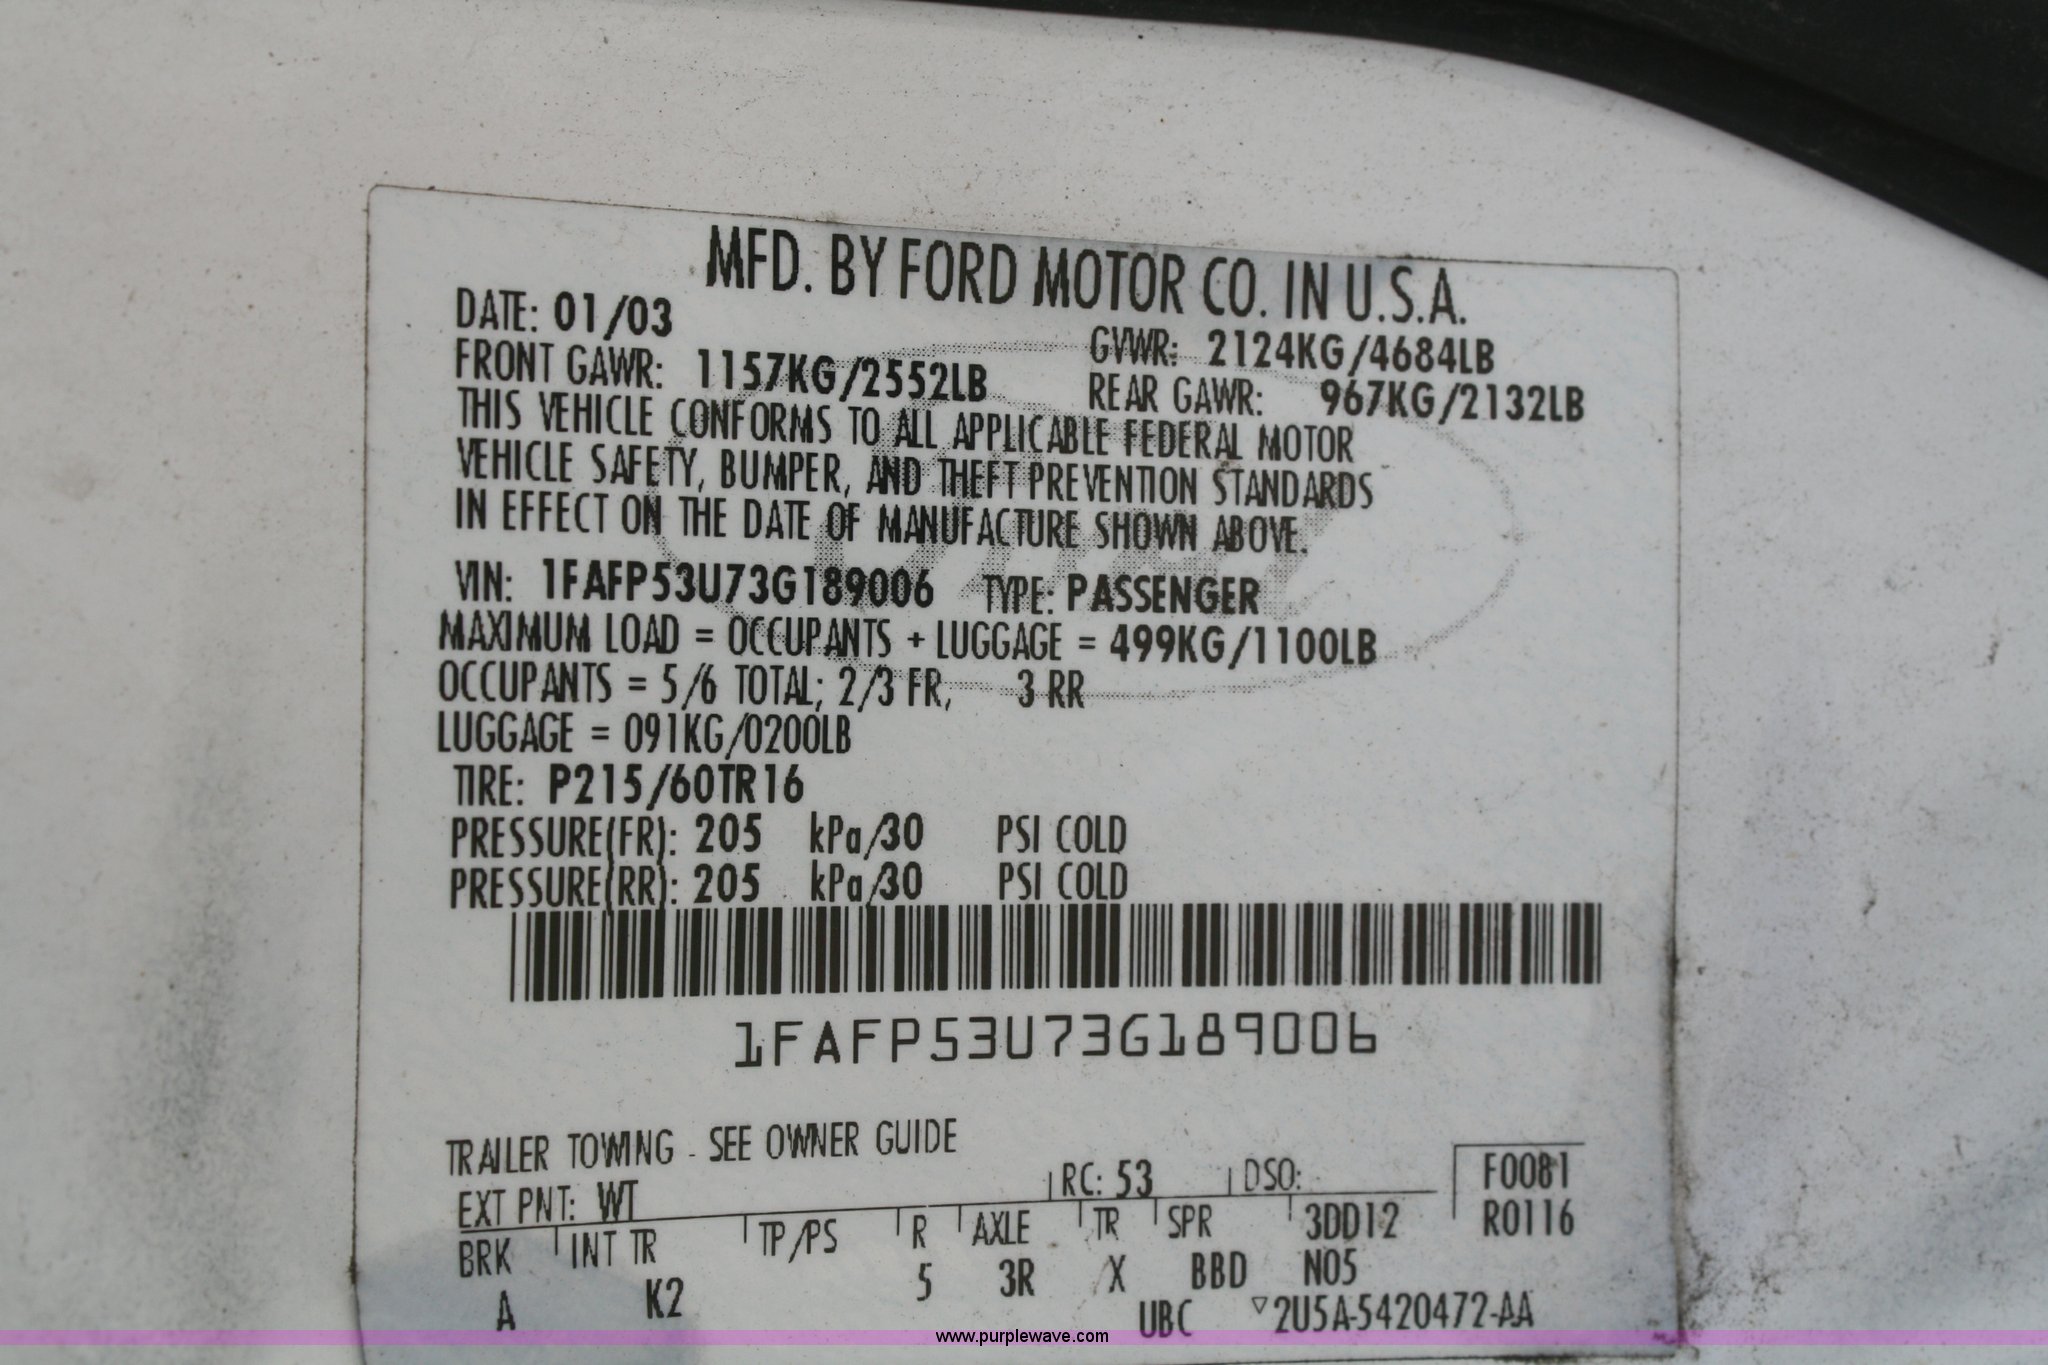 MFD. BY FORD MOTOR CO. IN U.S.A.
DATE: 01/03 GVWR: 2124KG/4684LB
FRONT GAWR: 1157KG/2552LB REAR GAWR: 967KG/2132LB
THIS VEHICLE CONFORMS TO ALL APPLICABLE FEDERAL MOTOR
VEHICLE SAFETY, BUMPER, AND THEFT PREVENTION STANDARDS
IN EFFECT ON THE DATE OF MANUFACTURE SHOWN ABOVE.
VIN: 1FAFP53U73G189006 TYPE: PASSENGER
MAXIMUM LOAD = OCCUPANTS + LUGGAGE = 499KG/1100LB
OCCUPANTS = 5/6 TOTAL; 2/3 FR, 3 RR
LUGGAGE = 091KG/0200LB
TIRE: P215/60TR16
PRESSURE(FR): 205 kPa/30 PSI COLD
PRESSURE(RR): 205 kPa/30 PSI COLD
1FAFP53U73G189006
TRAILER TOWING - SEE OWNER GUIDE
EXT PNT: WT RC: 53 DSO: F0081
BRK INT TR TP/PS R AXLE TR SPR 3DD12 R0116
A K2 5 3R X BBD N05
UBC ▽2U5A-5420472-AA
www.purplewave.com